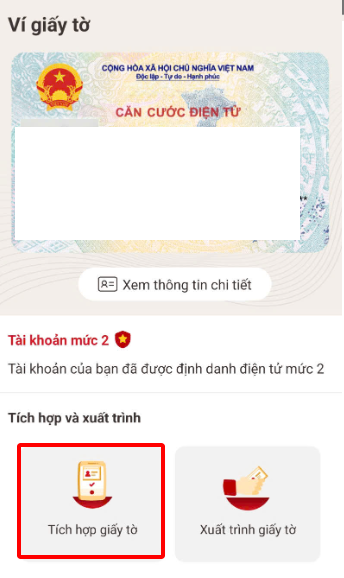 Ví giấy tờ
CỘNG HÒA XÃ HỘI CHỦ NGHĨA VIỆT NAM
Độc lập - Tự do - Hạnh phúc
CĂN CƯỚC ĐIỆN TỬ
Xem thông tin chi tiết
Tài khoản mức 2
Tài khoản của bạn đã được định danh điện tử mức 2
Tích hợp và xuất trình
Tích hợp giấy tờ
Xuất trình giấy tờ